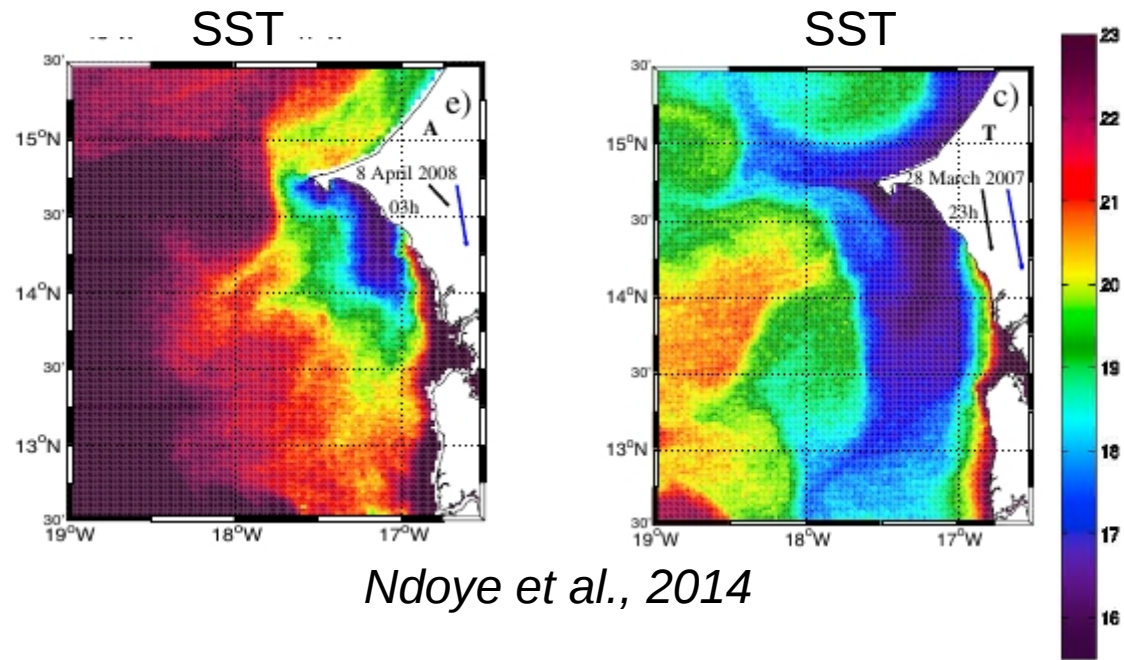 SST
SST
30'
15°N
30'
14°N
30'
13°N
30'
19°W
18°W
17°W
e)
A
8 April 2008
03h
30'
15°N
30'
14°N
30'
13°N
30'
19°W
18°W
17°W
c)
T
28 March 2007
23h
23
22
21
20
19
18
17
16
Ndoye et al., 2014